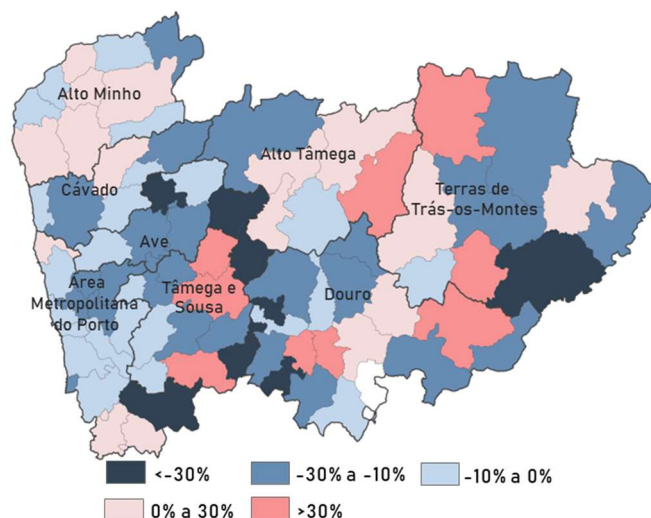 Alto Minho
Alto Tâmega
Cávado
Terras de
Trás-os-Montes
Ave
Área
Metropolitana
do Porto
Tâmega e
Sousa
Douro
<-30%
-30% a -10%
-10% a 0%
0% a 30%
>30%